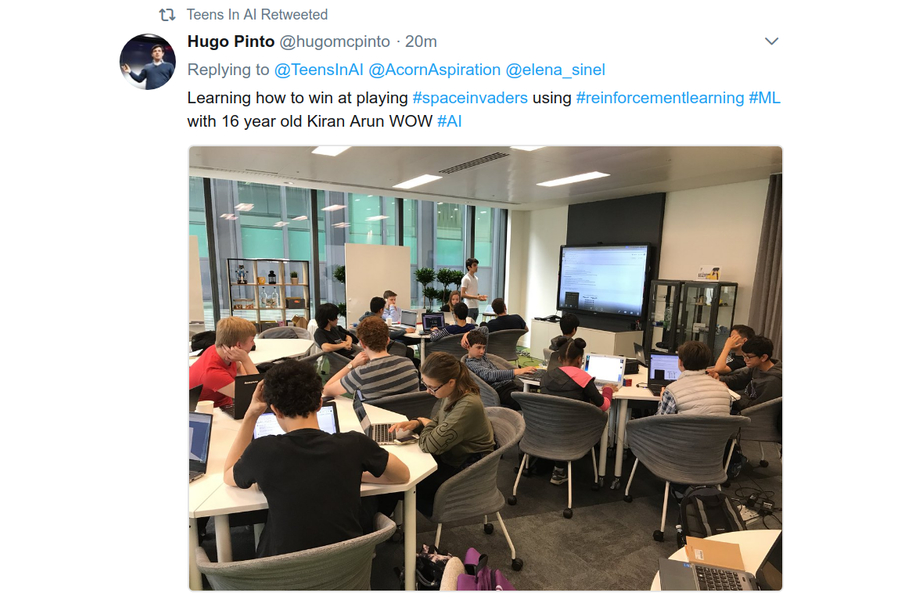 Teens In AI Retweeted
Hugo Pinto @hugomcpinto · 20m
Replying to @TeensInAI @AcornAspiration @elena_sinel
Learning how to win at playing #spaceinvaders using #reinforcementlearning #ML
with 16 year old Kiran Arun WOW #AI